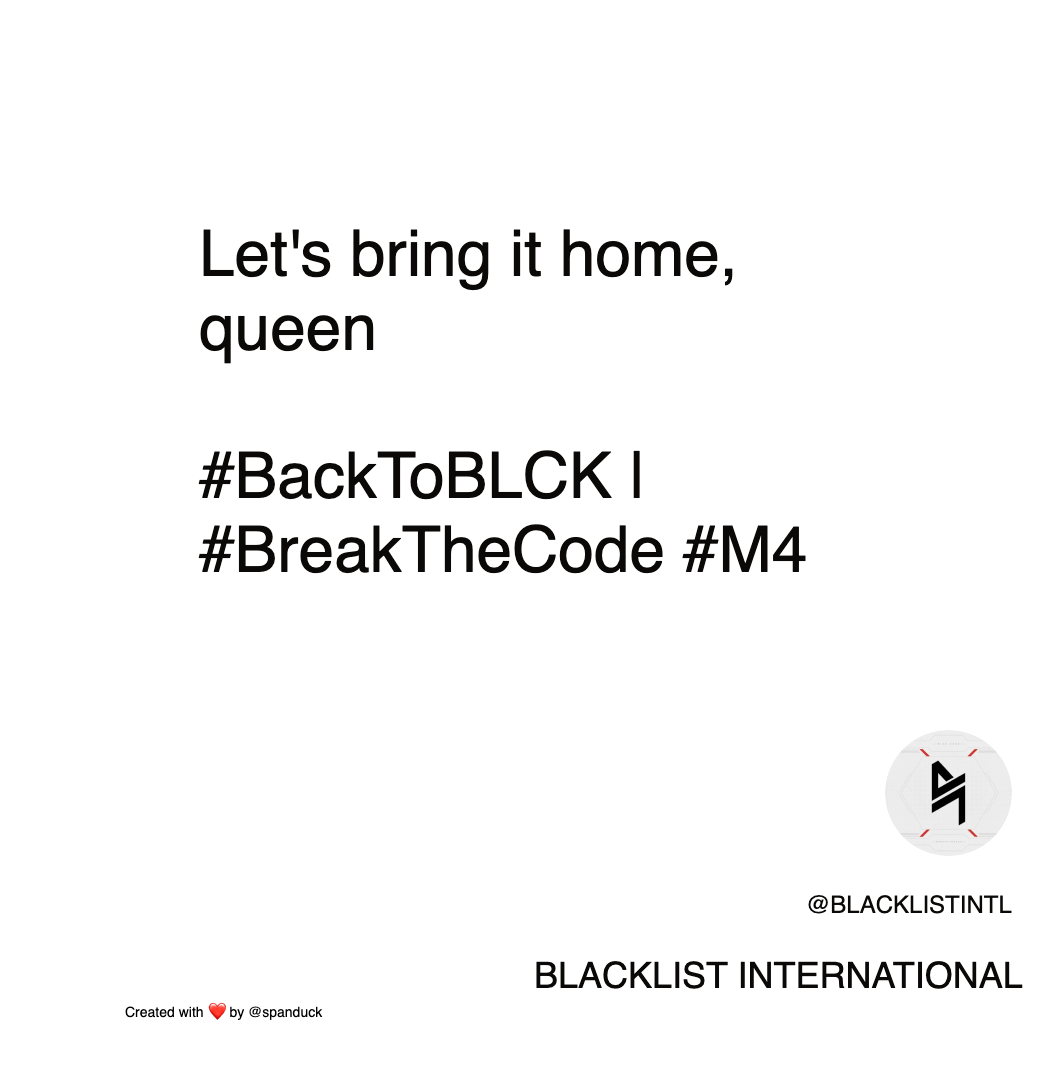 Let's bring it home,
queen
#BackToBLCK |
#BreakTheCode #M4
@BLACKLISTINTL
BLACKLIST INTERNATIONAL
Created with ❤️ by @spanduck